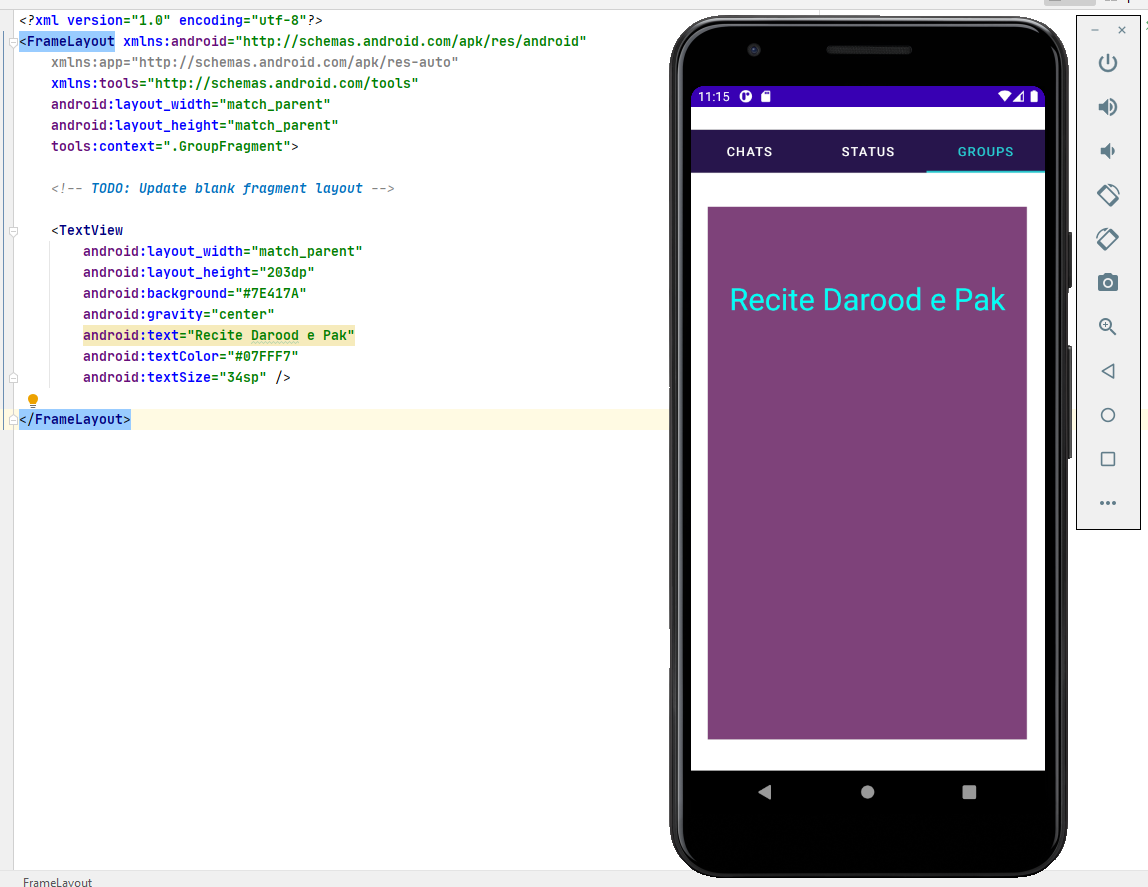 <?xml version="1.0" encoding="utf-8"?>
<FrameLayout xmlns:android="http://schemas.android.com/apk/res/android"
xmlns:app="http://schemas.android.com/apk/res-auto"
xmlns:tools="http://schemas.android.com/tools"
android:layout_width="match_parent"
android:layout_height="match_parent"
tools:context=".GroupFragment">
<!-- TODO: Update blank fragment layout -->
<TextView
android:layout_width="match_parent"
android:layout_height="203dp"
android:background="#7E417A"
android:gravity="center"
android:text="Recite Darood e Pak"
android:textColor="#07FFF7"
android:textSize="34sp" />
</FrameLayout>
FrameLayout
11:15
CHATS STATUS GROUPS
Recite Darood e Pak